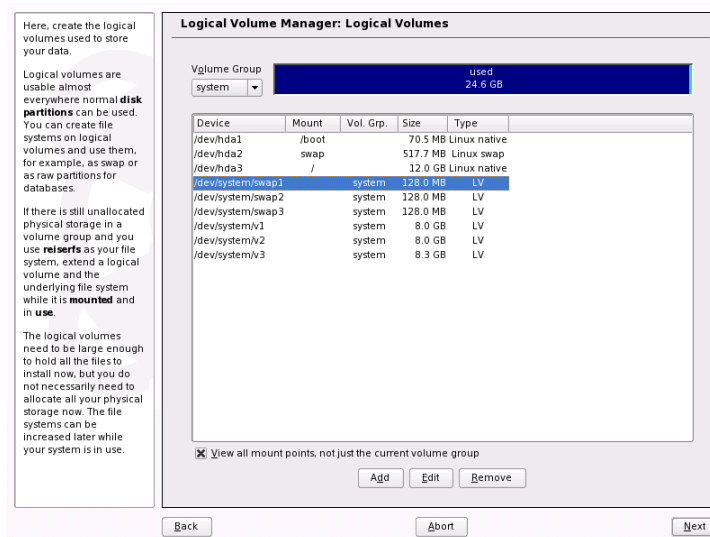 Here, create the logical
volumes used to store
your data.
Logical volumes are
usable almost
everywhere normal disk
partitions can be used.
You can create file
systems on logical
volumes and use them,
for example, as swap or
as raw partitions for
databases.
If there is still unallocated
physical storage in a
volume group and you
use reiserfs as your file
system, extend a logical
volume and the
underlying file system
while it is mounted and
in use.
The logical volumes
need to be large enough
to hold all the files to
install now, but you do
not necessarily need to
allocate all your physical
storage now. The file
systems can be
increased later while
your system is in use.
Logical Volume Manager: Logical Volumes
Volume Group
system
used
24.6 GB
Device Mount Vol. Grp. Size Type
/dev/hda1 /boot 70.5 MB Linux native
/dev/hda2 swap 517.7 MB Linux swap
/dev/hda3 / 12.0 GB Linux native
/dev/system/swap1 system 128.0 MB LV
/dev/system/swap2 system 128.0 MB LV
/dev/system/swap3 system 128.0 MB LV
/dev/system/v1 system 8.0 GB LV
/dev/system/v2 system 8.0 GB LV
/dev/system/v3 system 8.3 GB LV
View all mount points, not just the current volume group
Add Edit Remove
Back Abort Next